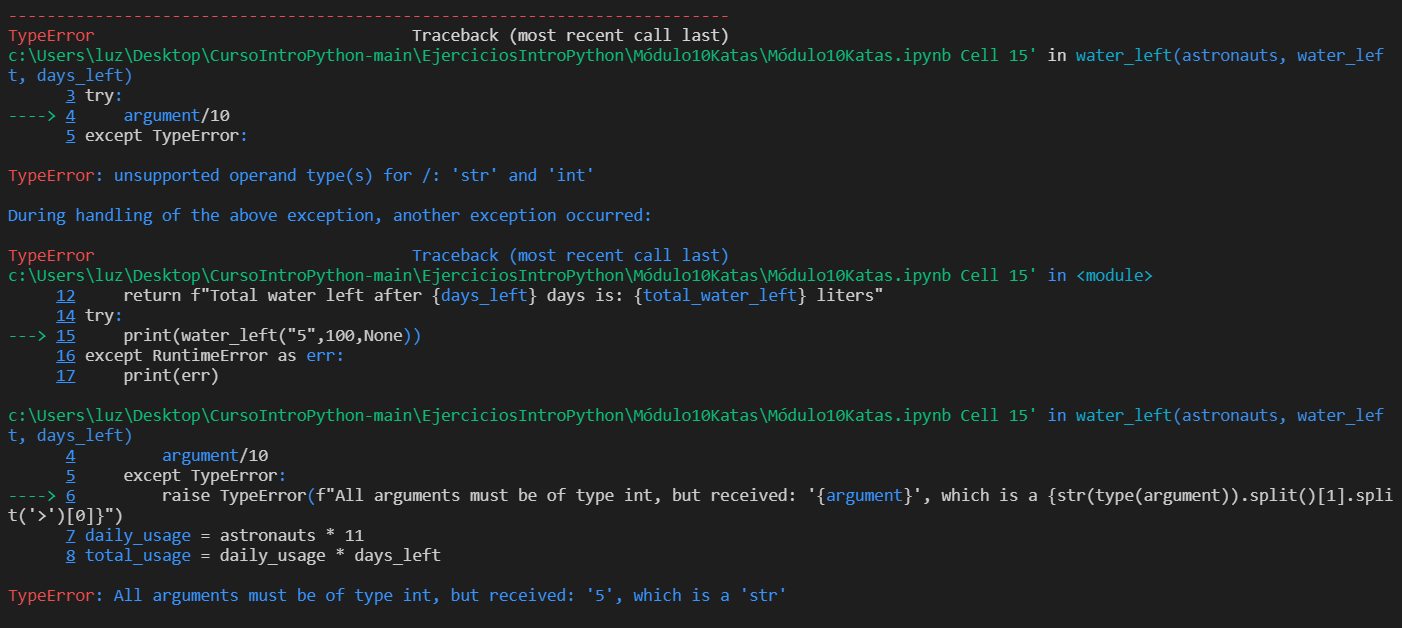 ---------------------------------------------------------------------------
TypeError                                 Traceback (most recent call last)
c:\Users\luz\Desktop\CursoIntroPython-main\EjerciciosIntroPython\Módulo10Katas\Módulo10Katas.ipynb Cell 15' in water_left(astronauts, water_lef
t, days_left)
      3 try:
----> 4     argument/10
      5 except TypeError:
TypeError: unsupported operand type(s) for /: 'str' and 'int'
During handling of the above exception, another exception occurred:
TypeError                                 Traceback (most recent call last)
c:\Users\luz\Desktop\CursoIntroPython-main\EjerciciosIntroPython\Módulo10Katas\Módulo10Katas.ipynb Cell 15' in <module>
     12     return f"Total water left after {days_left} days is: {total_water_left} liters"
     14 try:
---> 15     print(water_left("5",100,None))
     16 except RuntimeError as err:
     17     print(err)
c:\Users\luz\Desktop\CursoIntroPython-main\EjerciciosIntroPython\Módulo10Katas\Módulo10Katas.ipynb Cell 15' in water_left(astronauts, water_lef
t, days_left)
      4         argument/10
      5     except TypeError:
----> 6         raise TypeError(f"All arguments must be of type int, but received: '{argument}', which is a {str(type(argument)).split()[1].spli
t('>')[0]}")
      7 daily_usage = astronauts * 11
      8 total_usage = daily_usage * days_left
TypeError: All arguments must be of type int, but received: '5', which is a 'str'